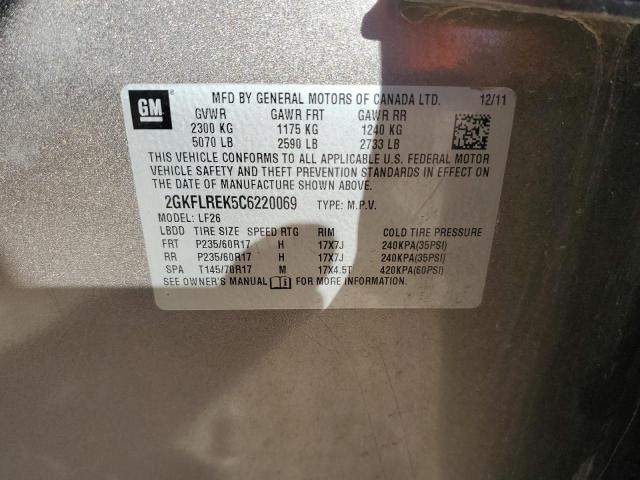 GM
MFD BY GENERAL MOTORS OF CANADA LTD. 12/11
GVWR GAWR FRT GAWR RR
2300 KG 1175 KG 1240 KG
5070 LB 2590 LB 2733 LB
THIS VEHICLE CONFORMS TO ALL APPLICABLE U.S. FEDERAL MOTOR
VEHICLE SAFETY AND THEFT PREVENTION STANDARDS IN EFFECT ON
THE DATE OF MANUFACTURE SHOWN ABOVE.
2GKFLREK5C6220069 TYPE: M.P.V.
MODEL: LF26
LBDD TIRE SIZE SPEED RTG RIM COLD TIRE PRESSURE
FRT P235/60R17 H 17X7J 240KPA(35PSI)
RR P235/60R17 H 17X7J 240KPA(35PSI)
SPA T145/70R17 M 17X4.5T 420KPA(60PSI)
SEE OWNER'S MANUAL FOR MORE INFORMATION.